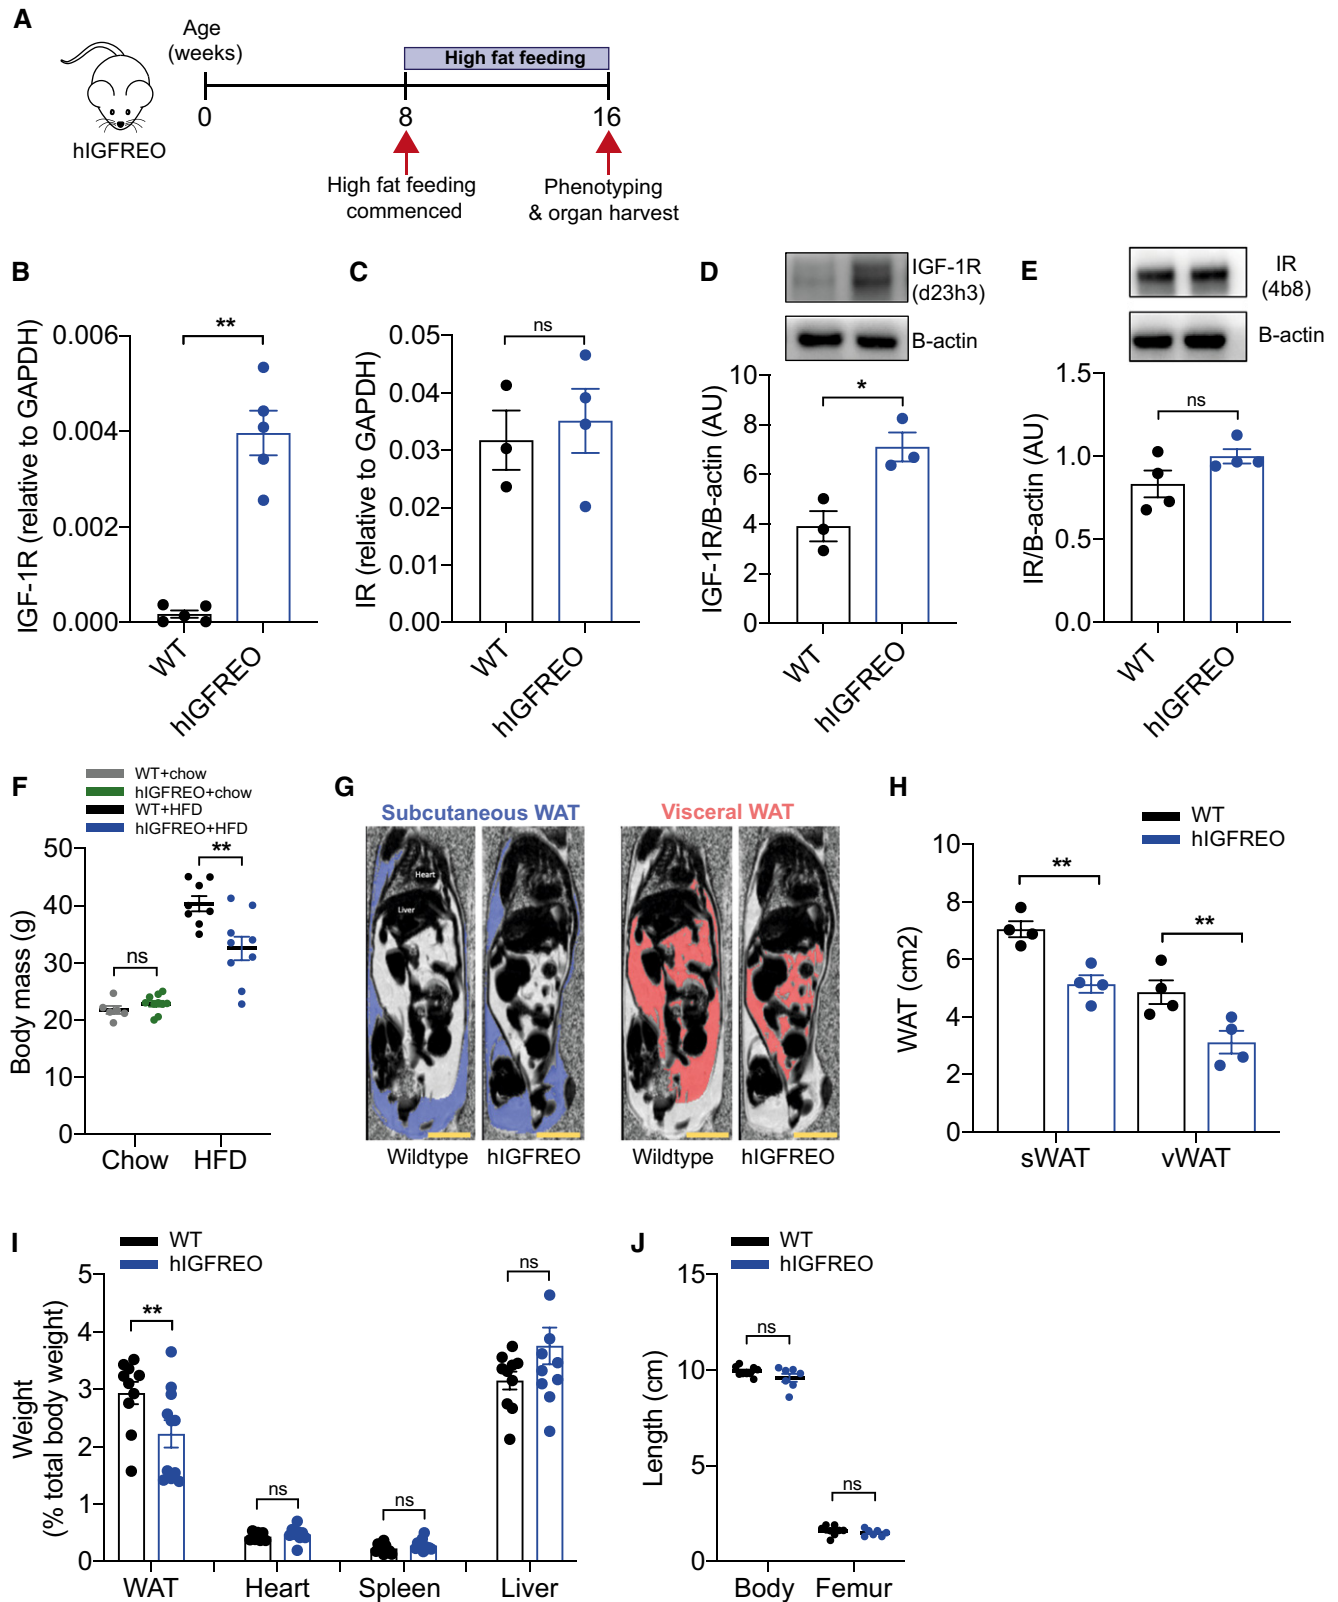 A
Age
(weeks)
High fat feeding
0
8
16
hIGFREO
High fat feeding
commenced
Phenotyping
& organ harvest
B
IGF-1R (relative to GAPDH)
0.006
0.004
0.002
0.000
**
WT
hIGFREO
C
IR (relative to GAPDH)
0.05
0.04
0.03
0.02
0.01
0.00
ns
WT
hIGFREO
D
IGF-1R
(d23h3)
B-actin
IGF-1R/B-actin (AU)
10
8
6
4
2
0
*
WT
hIGFREO
E
IR
(4b8)
B-actin
IR/B-actin (AU)
1.5
1.0
0.5
0.0
ns
WT
hIGFREO
F
WT+chow
hIGFREO+chow
WT+HFD
hIGFREO+HFD
Body mass (g)
50
40
30
20
10
0
ns
**
Chow
HFD
G
Subcutaneous WAT
Visceral WAT
Heart
Liver
Wildtype
hIGFREO
Wildtype
hIGFREO
H
WT
hIGFREO
WAT (cm2)
10
8
6
4
2
0
**
**
sWAT
vWAT
I
WT
hIGFREO
Weight
(% total body weight)
5
4
3
2
1
0
**
ns
ns
ns
WAT
Heart
Spleen
Liver
J
WT
hIGFREO
Length (cm)
15
10
5
0
ns
ns
Body
Femur